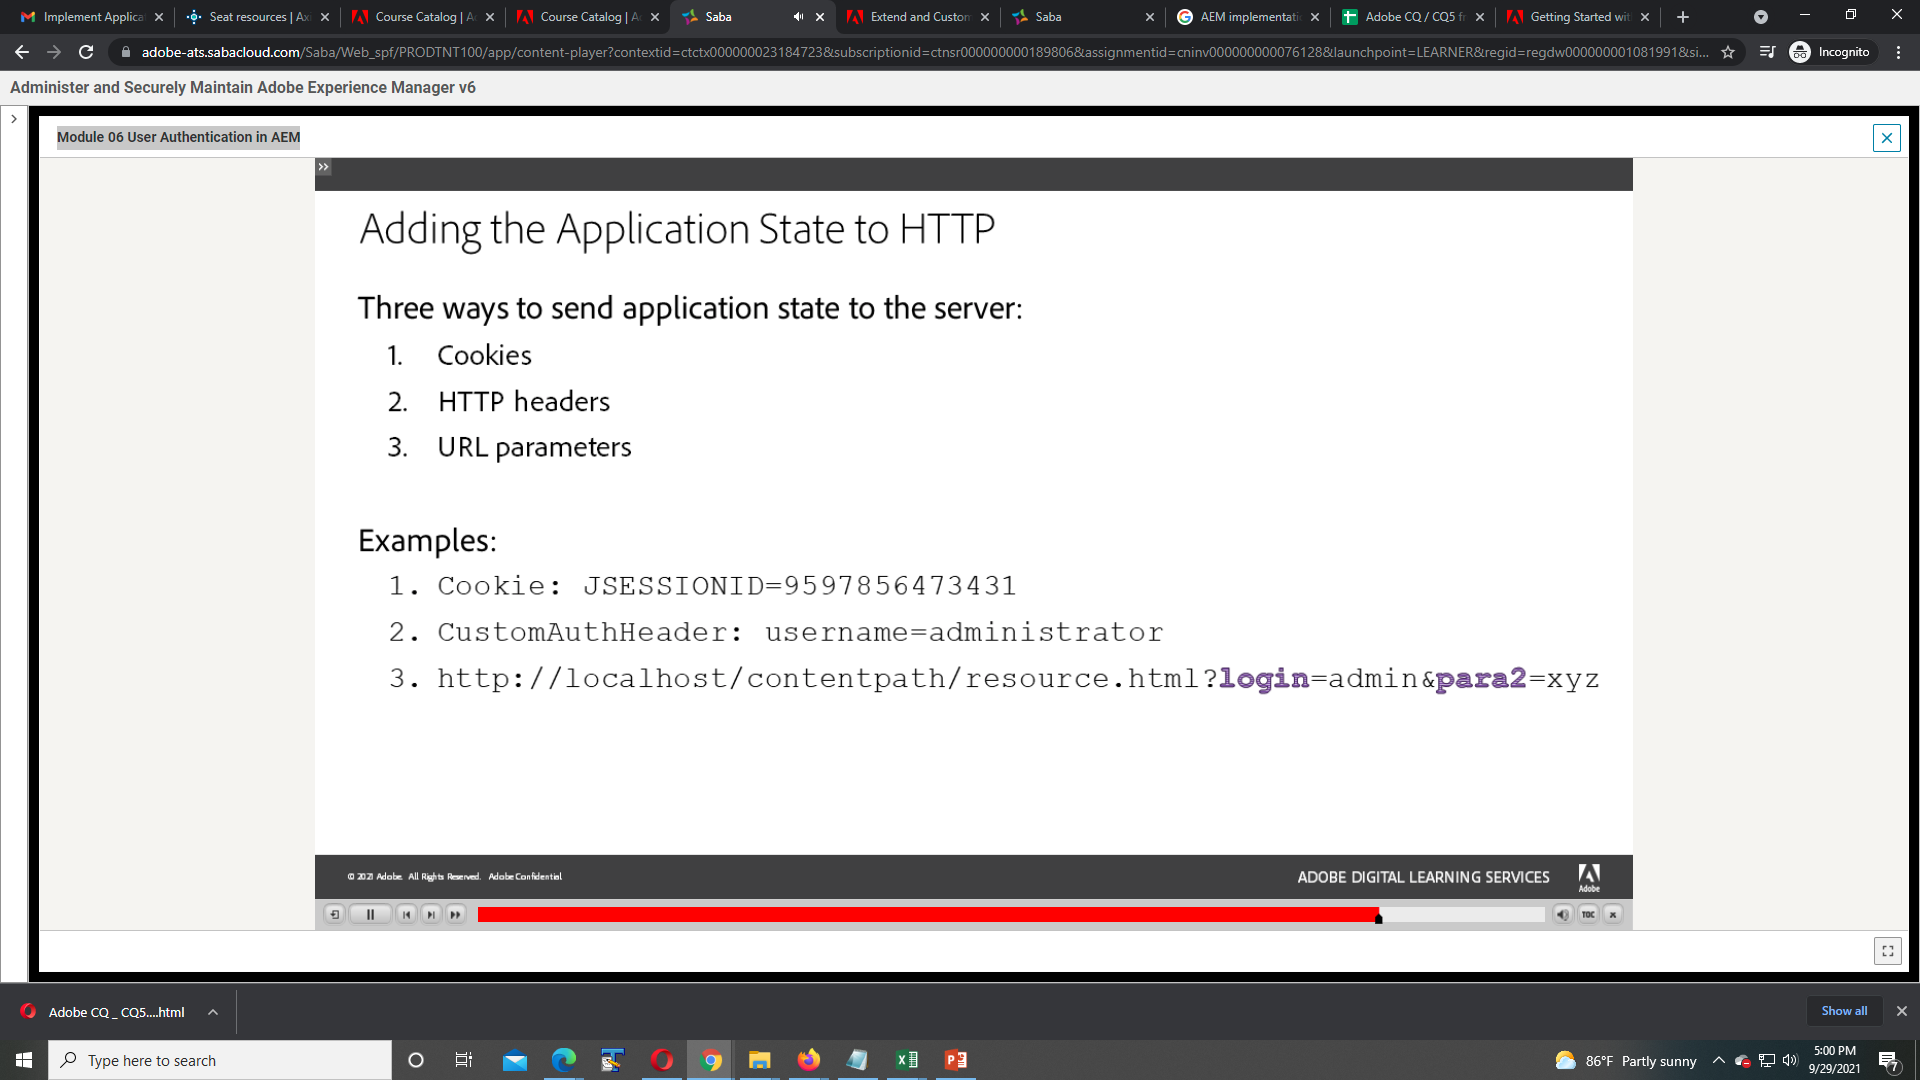 Implement Applica
Seat resources | Ax
Course Catalog | A
Course Catalog | A
Saba
Extend and Custom
Saba
AEM implementati
Adobe CQ / CQ5 fr
Getting Started wit
adobe-ats.sabacloud.com/Saba/Web_spf/PRODTNT100/app/content-player?contextid=ctctx000000023184723&subscriptionid=ctnsr000000000189806&assignmentid=cninv000000000076128&launchpoint=LEARNER&regid=regdw000000001081991&si...
Incognito
Administer and Securely Maintain Adobe Experience Manager v6
Module 06 User Authentication in AEM
Adding the Application State to HTTP
Three ways to send application state to the server:
1. Cookies
2. HTTP headers
3. URL parameters
Examples:
1. Cookie: JSESSIONID=9597856473431
2. CustomAuthHeader: username=administrator
3. http://localhost/contentpath/resource.html?login=admin&para2=xyz
© 2021 Adobe. All Rights Reserved. Adobe Confidential
ADOBE DIGITAL LEARNING SERVICES
Adobe
TOC
Adobe CQ _ CQ5....html
Show all
Type here to search
86°F Partly sunny
5:00 PM
9/29/2021
7